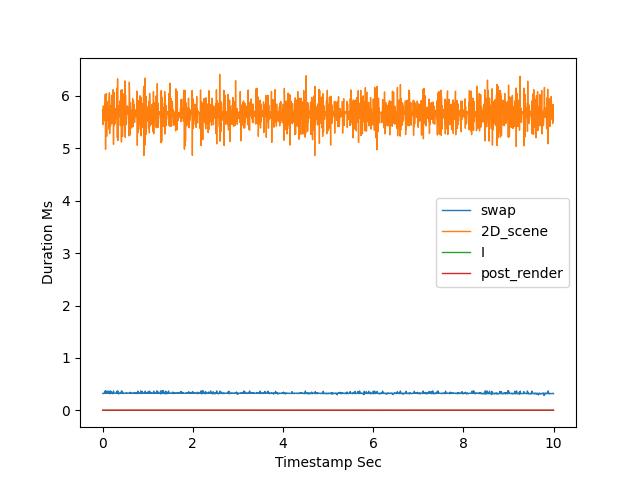 6
5
4
3
2
1
0
Duration Ms
swap
2D_scene
I
post_render
0 2 4 6 8 10
Timestamp Sec